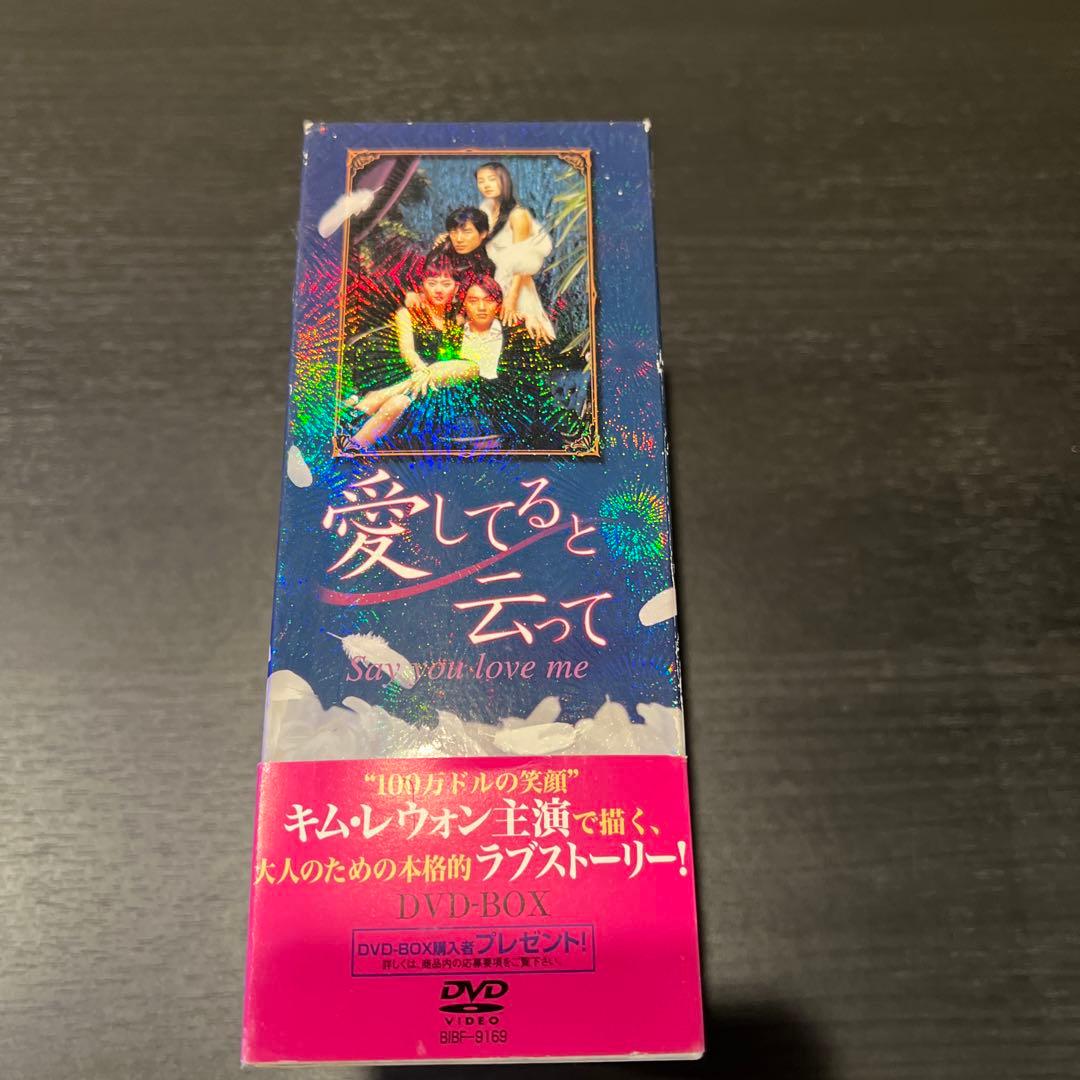 愛してると
云って
Say you love me
“100万ドルの笑顔”
キム・レウォン主演で描く、
大人のための本格的ラブストーリー!
DVD-BOX
DVD-BOX購入者プレゼント!
詳しくは、商品内の応募要項をご覧下さい。
DVD
VIDEO
BIBF-9169